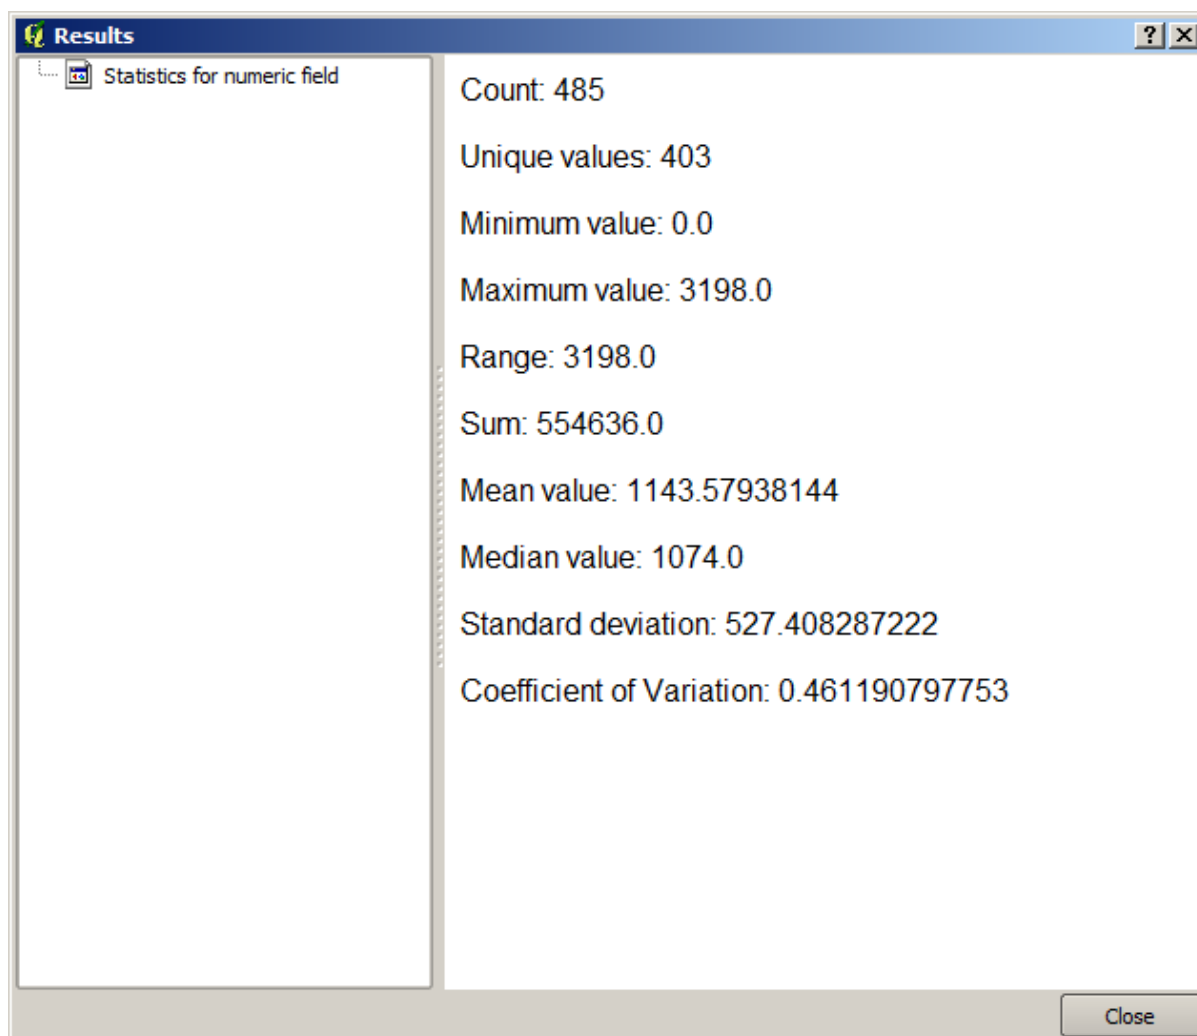 Results
Statistics for numeric field
Count: 485
Unique values: 403
Minimum value: 0.0
Maximum value: 3198.0
Range: 3198.0
Sum: 554636.0
Mean value: 1143.57938144
Median value: 1074.0
Standard deviation: 527.408287222
Coefficient of Variation: 0.461190797753
Close